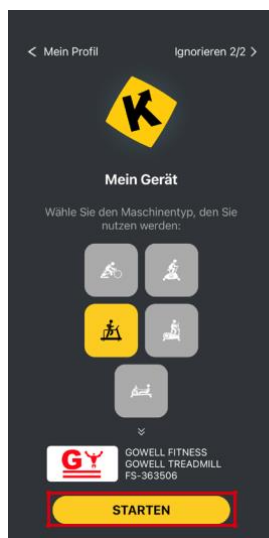 Mein Profil
Ignorieren 2/2
K
Mein Gerät
Wähle Sie den Maschinentyp, den Sie
nutzen werden:
GY
GOWELL FITNESS
GOWELL TREADMILL
FS-363506
STARTEN